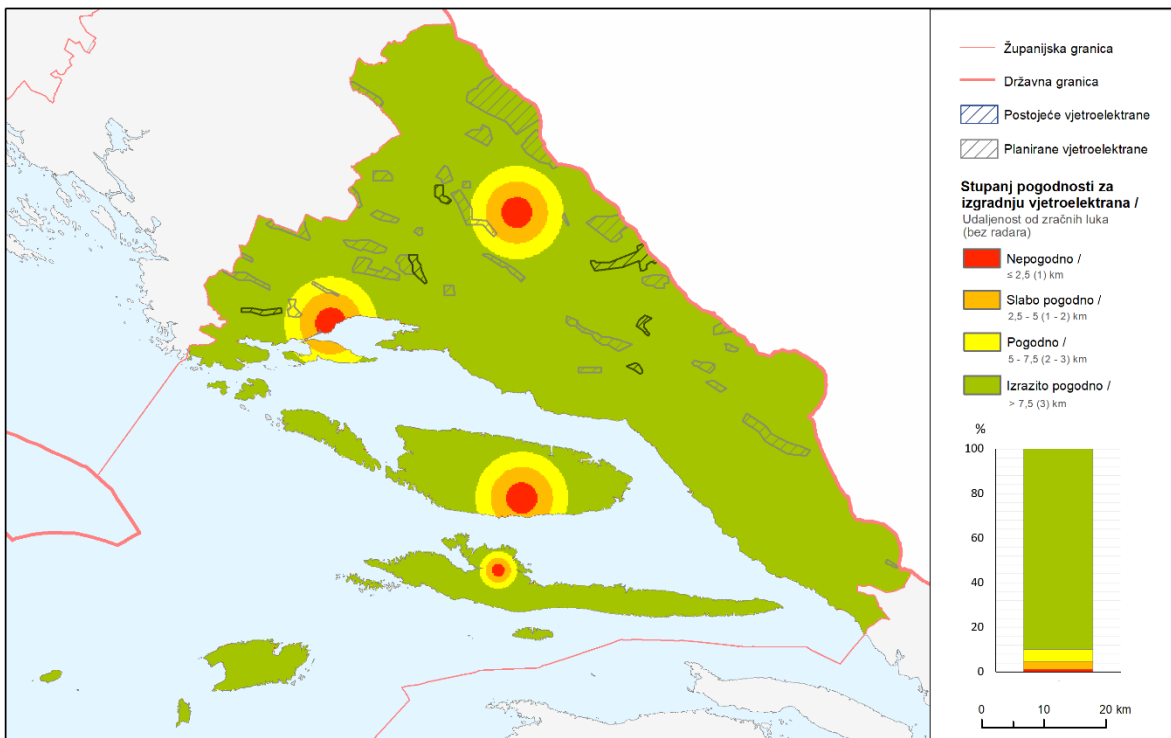 Županijska granica
Državna granica
Postojeće vjetroelektrane
Planirane vjetroelektrane
Stupanj pogodnosti za
izgradnju vjetroelektrana /
Udaljenost od zračnih luka
(bez radara)
Nepogodno /
≤ 2,5 (1) km
Slabo pogodno /
2,5 - 5 (1 - 2) km
Pogodno /
5 - 7,5 (2 - 3) km
Izrazito pogodno /
> 7,5 (3) km
%
100
80
60
40
20
0
0 10 20 km